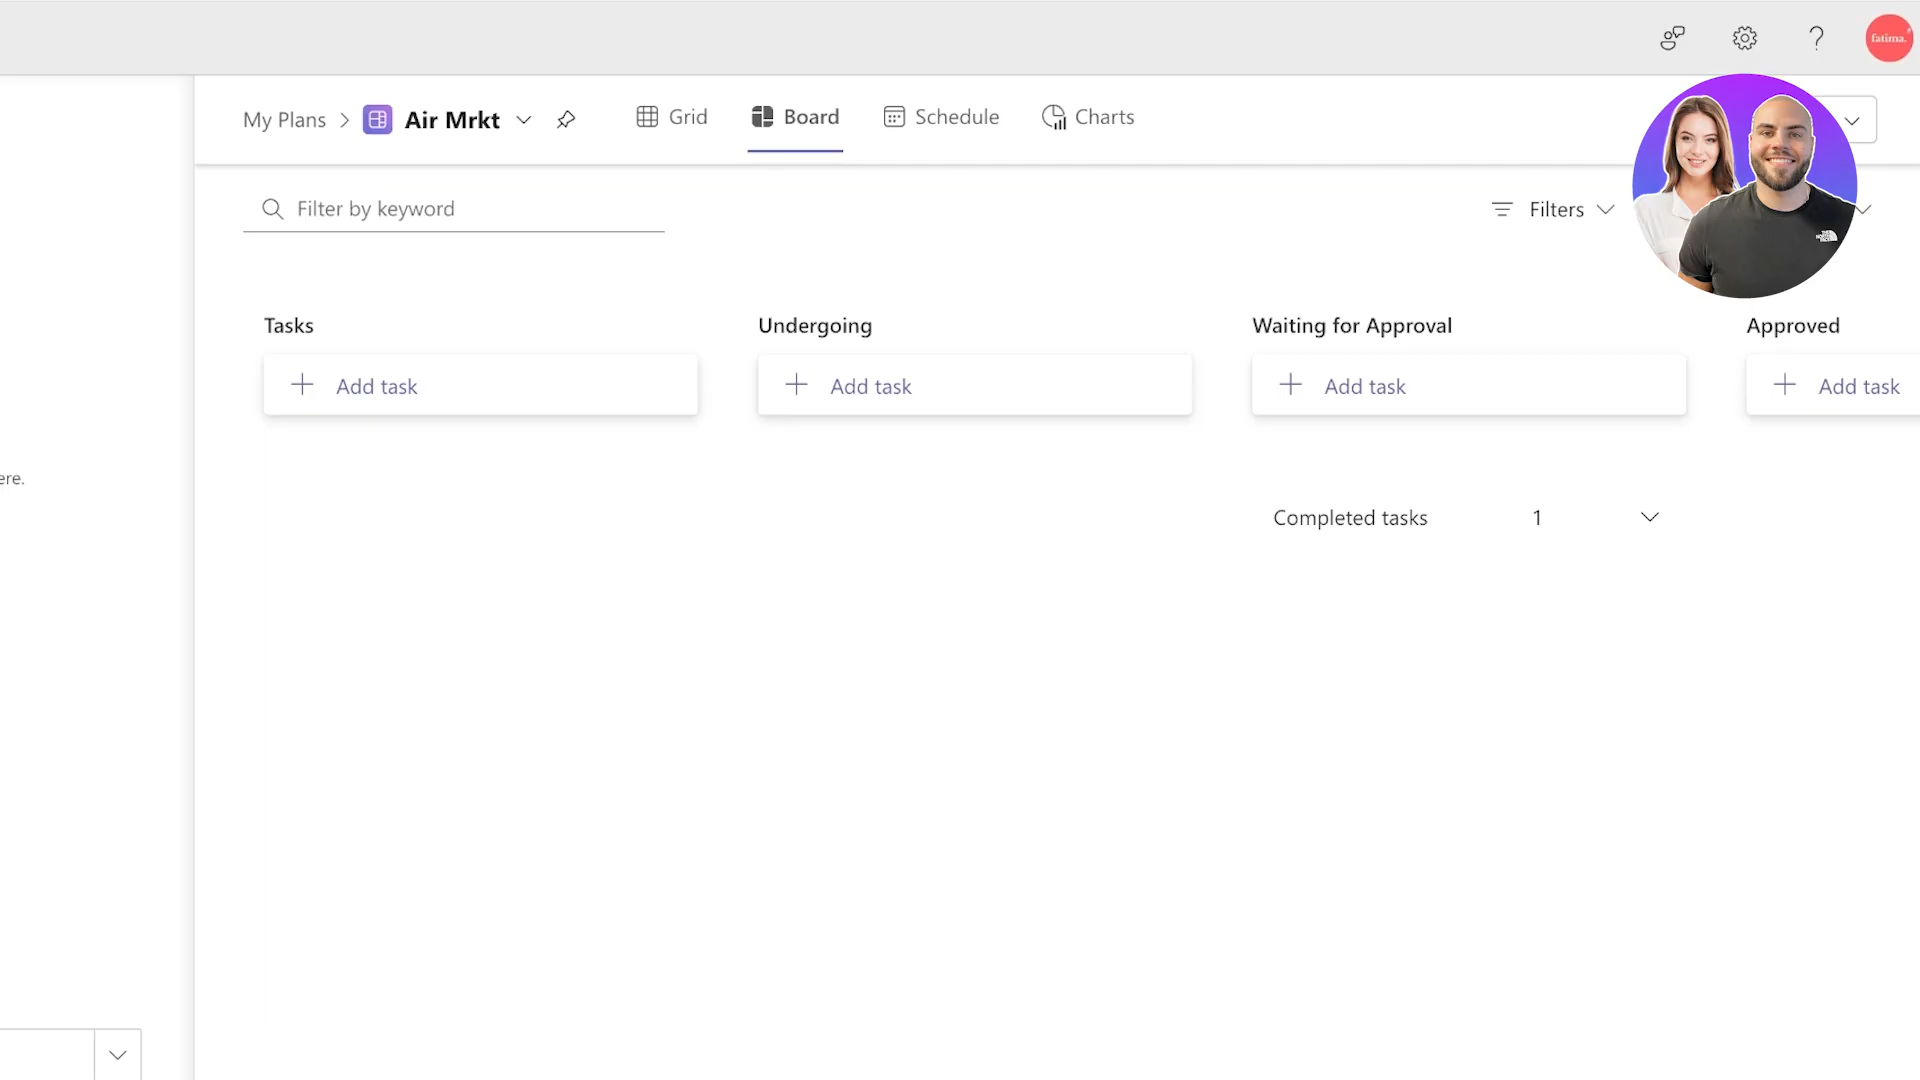 fatima.
My Plans > Air Mrkt
Grid
Board
Schedule
Charts
Filter by keyword
Filters
Tasks
Undergoing
Waiting for Approval
Approved
Add task
Add task
Add task
Add task
ere.
Completed tasks 1